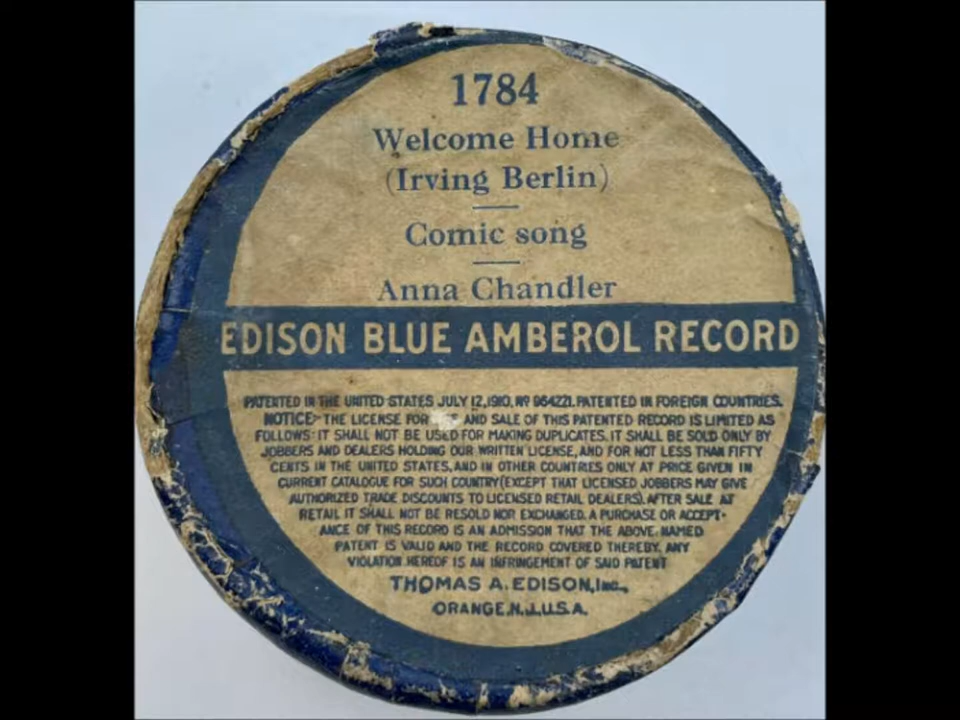 1784
Welcome Home
(Irving Berlin)
Comic song
Anna Chandler
EDISON BLUE AMBEROL RECORD
PATENTED IN THE UNITED STATES JULY 12, 1910, Nº 964221. PATENTED IN FOREIGN COUNTRIES.
NOTICE:- THE LICENSE FOR AND SALE OF THIS PATENTED RECORD IS LIMITED AS
FOLLOWS: IT SHALL NOT BE USED FOR MAKING DUPLICATES. IT SHALL BE SOLD ONLY BY
JOBBERS AND DEALERS HOLDING OUR WRITTEN LICENSE, AND FOR NOT LESS THAN FIFTY
CENTS IN THE UNITED STATES, AND IN OTHER COUNTRIES ONLY AT PRICE GIVEN IN
CURRENT CATALOGUE FOR SUCH COUNTRY (EXCEPT THAT LICENSED JOBBERS MAY GIVE
AUTHORIZED TRADE DISCOUNTS TO LICENSED RETAIL DEALERS). AFTER SALE AT
RETAIL IT SHALL NOT BE RESOLD NOR EXCHANGED. A PURCHASE OR ACCEPT-
ANCE OF THIS RECORD IS AN ADMISSION THAT THE ABOVE NAMED
PATENT IS VALID AND THE RECORD COVERED THEREBY. ANY
VIOLATION HEREOF IS AN INFRINGEMENT OF SAID PATENT
THOMAS A. EDISON, INC.,
ORANGE, N.J., U.S.A.